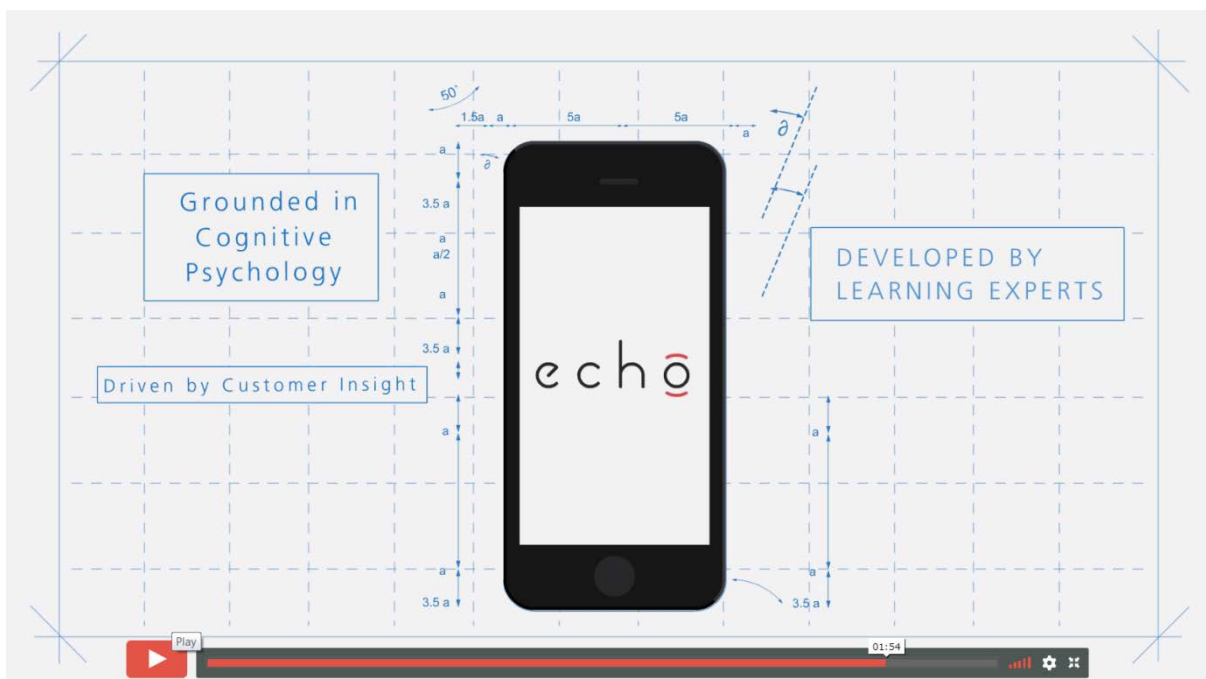 50°
1.5a a 5a 5a
a
∂
a
∂
Grounded in
Cognitive
Psychology
3.5 a
a
a/2
a
DEVELOPED BY
LEARNING EXPERTS
3.5 a
echo
Driven by Customer Insight
a
a
a
a
3.5 a
3.5 a
Play
01:54